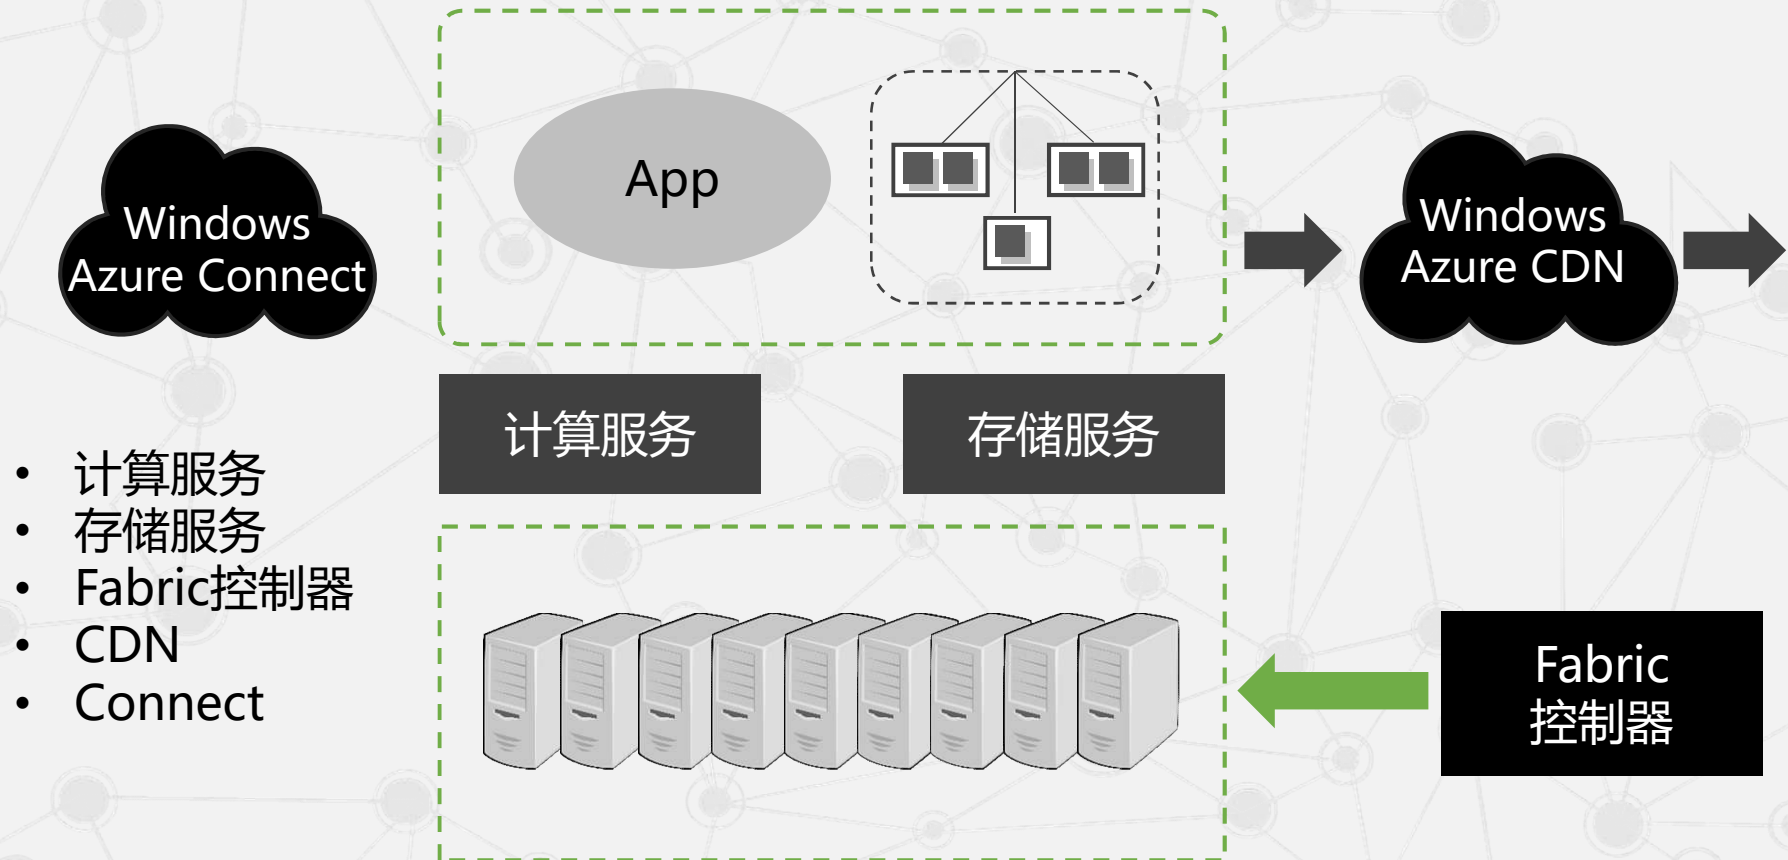 App
Windows
Azure Connect
Windows
Azure CDN
计算服务
存储服务
• 计算服务
• 存储服务
• Fabric控制器
• CDN
• Connect
Fabric
控制器